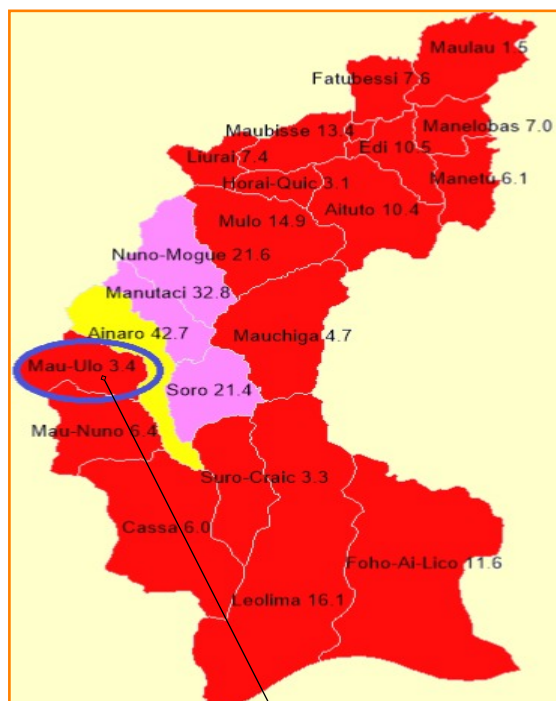 Maulau 1.5
Fatubessi 7.6
Maubisse 13.4
Manelobas 7.0
Edi 10.5
Liurai 7.4
Horai-Quic 3.1
Manetu 6.1
Aituto 10.4
Mulo 14.9
Nuno-Mogue 21.6
Manutaci 32.8
Ainaro 42.7
Mauchiga 4.7
Mau-Ulo 3.4
Soro 21.4
Mau-Nuno 6.4
Suro-Craic 3.3
Cassa 6.0
Foho-Ai-Lico 11.6
Leolima 16.1